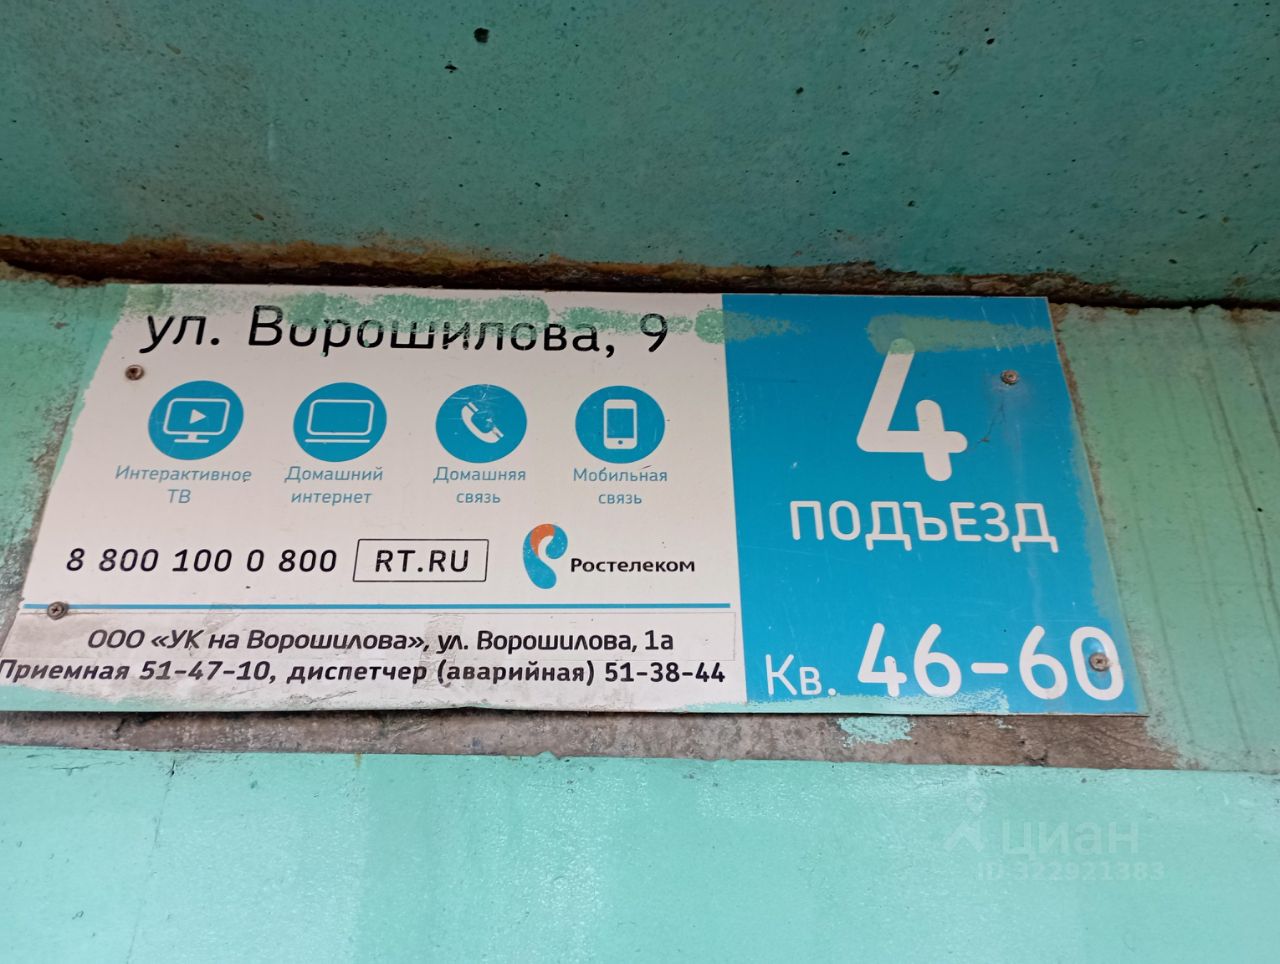 ул. Ворошилова, 9
Интерактивное
ТВ
Домашний
интернет
Домашняя
связь
Мобильная
связь
8 800 100 0 800
RT.RU
Ростелеком
ООО «УК на Ворошилова», ул. Ворошилова, 1а
Приемная 51-47-10, диспетчер (аварийная) 51-38-44
4
ПОДЪЕЗД
Кв. 46-60
циан
ID 322921383